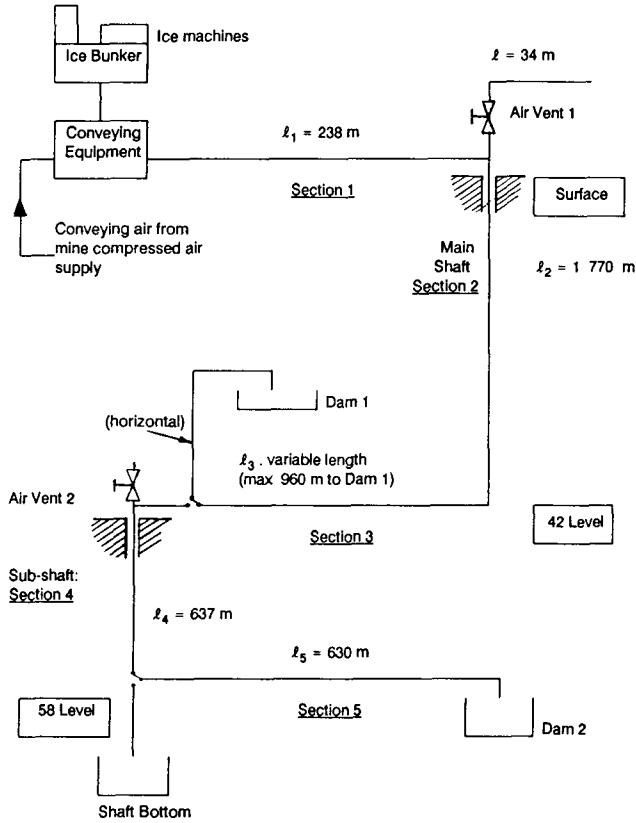 Ice machines
Ice Bunker
ℓ = 34 m
Air Vent 1
Conveying
Equipment
ℓ₁ = 238 m
Section 1
Surface
Conveying air from
mine compressed air
supply
Main
Shaft
Section 2
ℓ₂ = 1 770 m
Dam 1
(horizontal)
ℓ₃ . variable length
(max 960 m to Dam 1)
Air Vent 2
42 Level
Section 3
Sub-shaft:
Section 4
ℓ₄ = 637 m
ℓ₅ = 630 m
58 Level
Section 5
Dam 2
Shaft Bottom